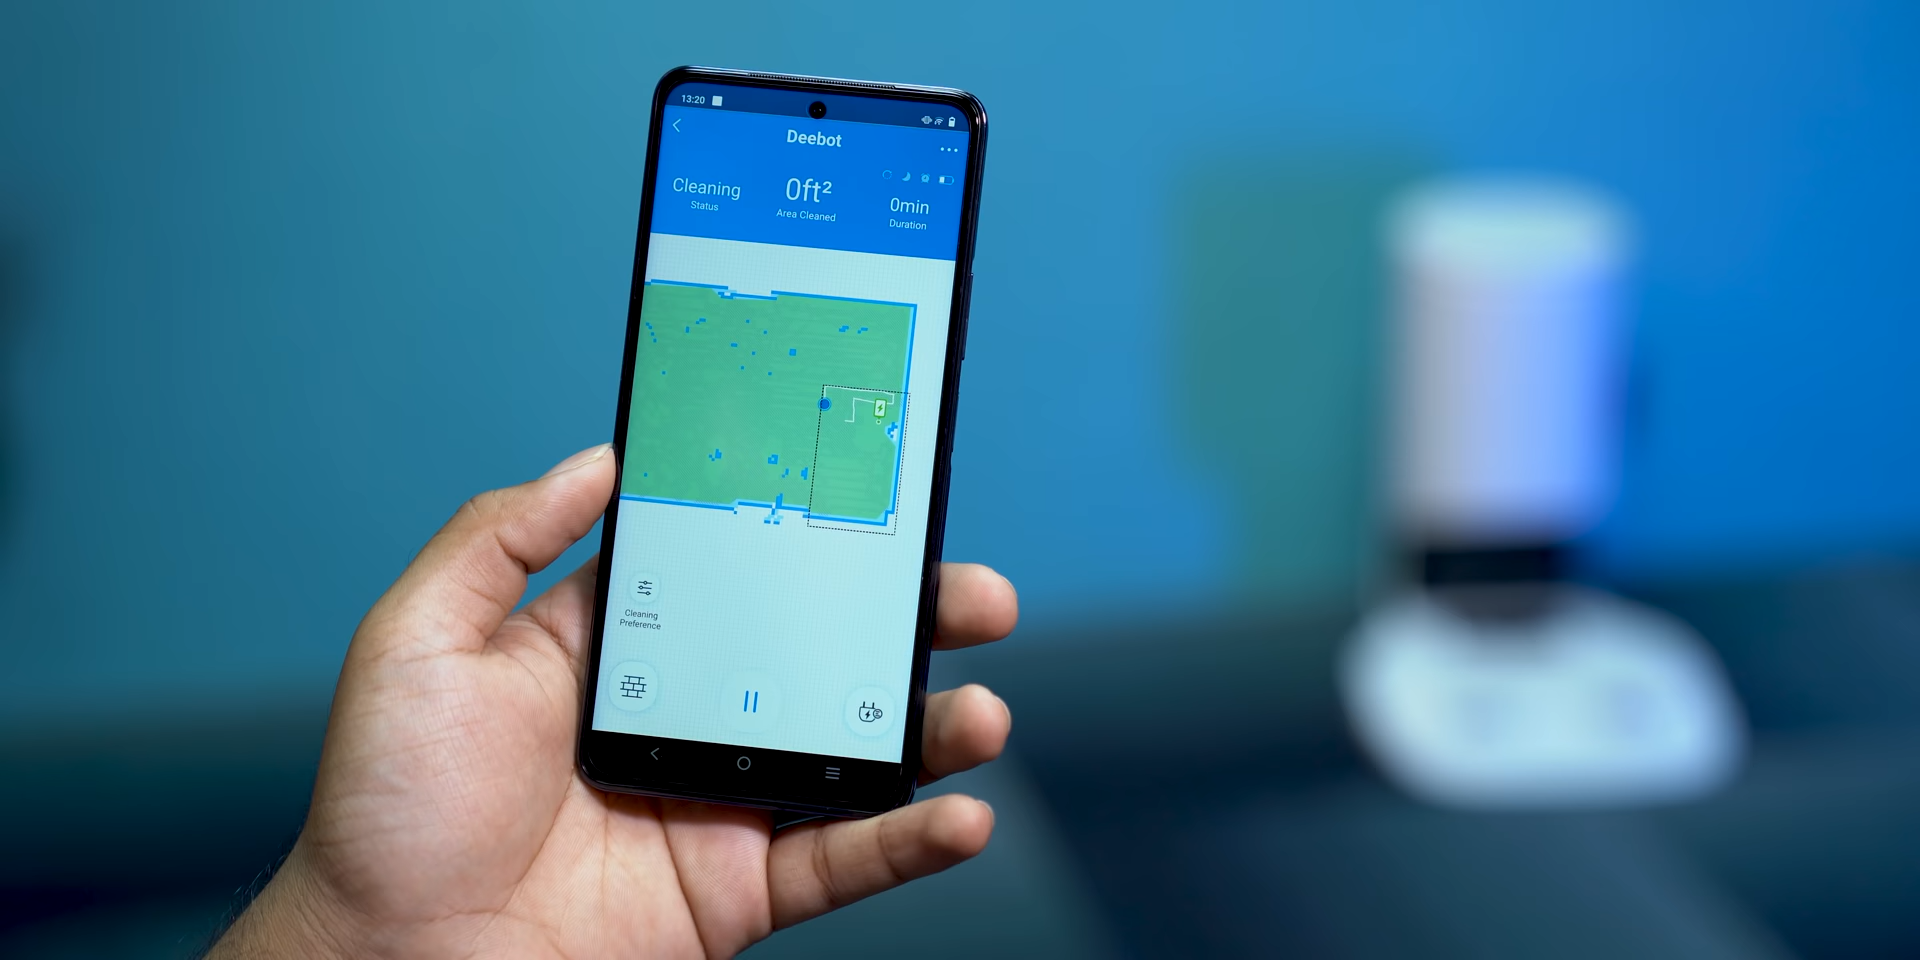 13:20
Deebot
Cleaning
Status
0ft²
Area Cleaned
0min
Duration
Cleaning
Preference